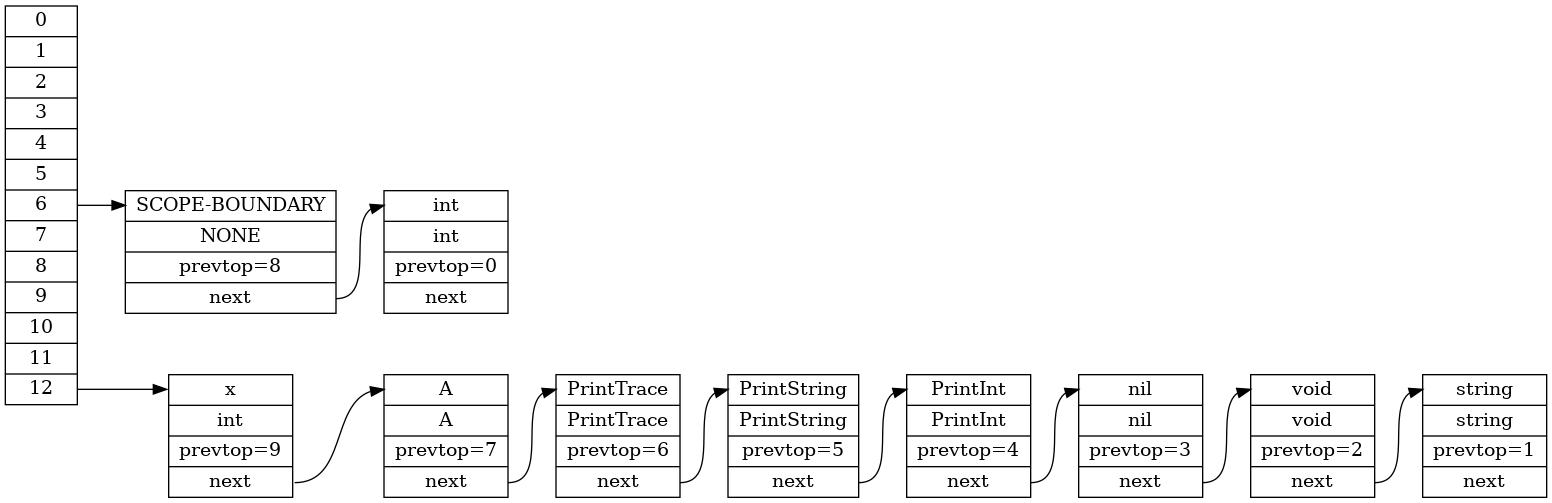 0
1
2
3
4
5
6
7
8
9
10
11
12
SCOPE-BOUNDARY
NONE
prevtop=8
next
int
int
prevtop=0
next
x
int
prevtop=9
next
A
A
prevtop=7
next
PrintTrace
PrintTrace
prevtop=6
next
PrintString
PrintString
prevtop=5
next
PrintInt
PrintInt
prevtop=4
next
nil
nil
prevtop=3
next
void
void
prevtop=2
next
string
string
prevtop=1
next